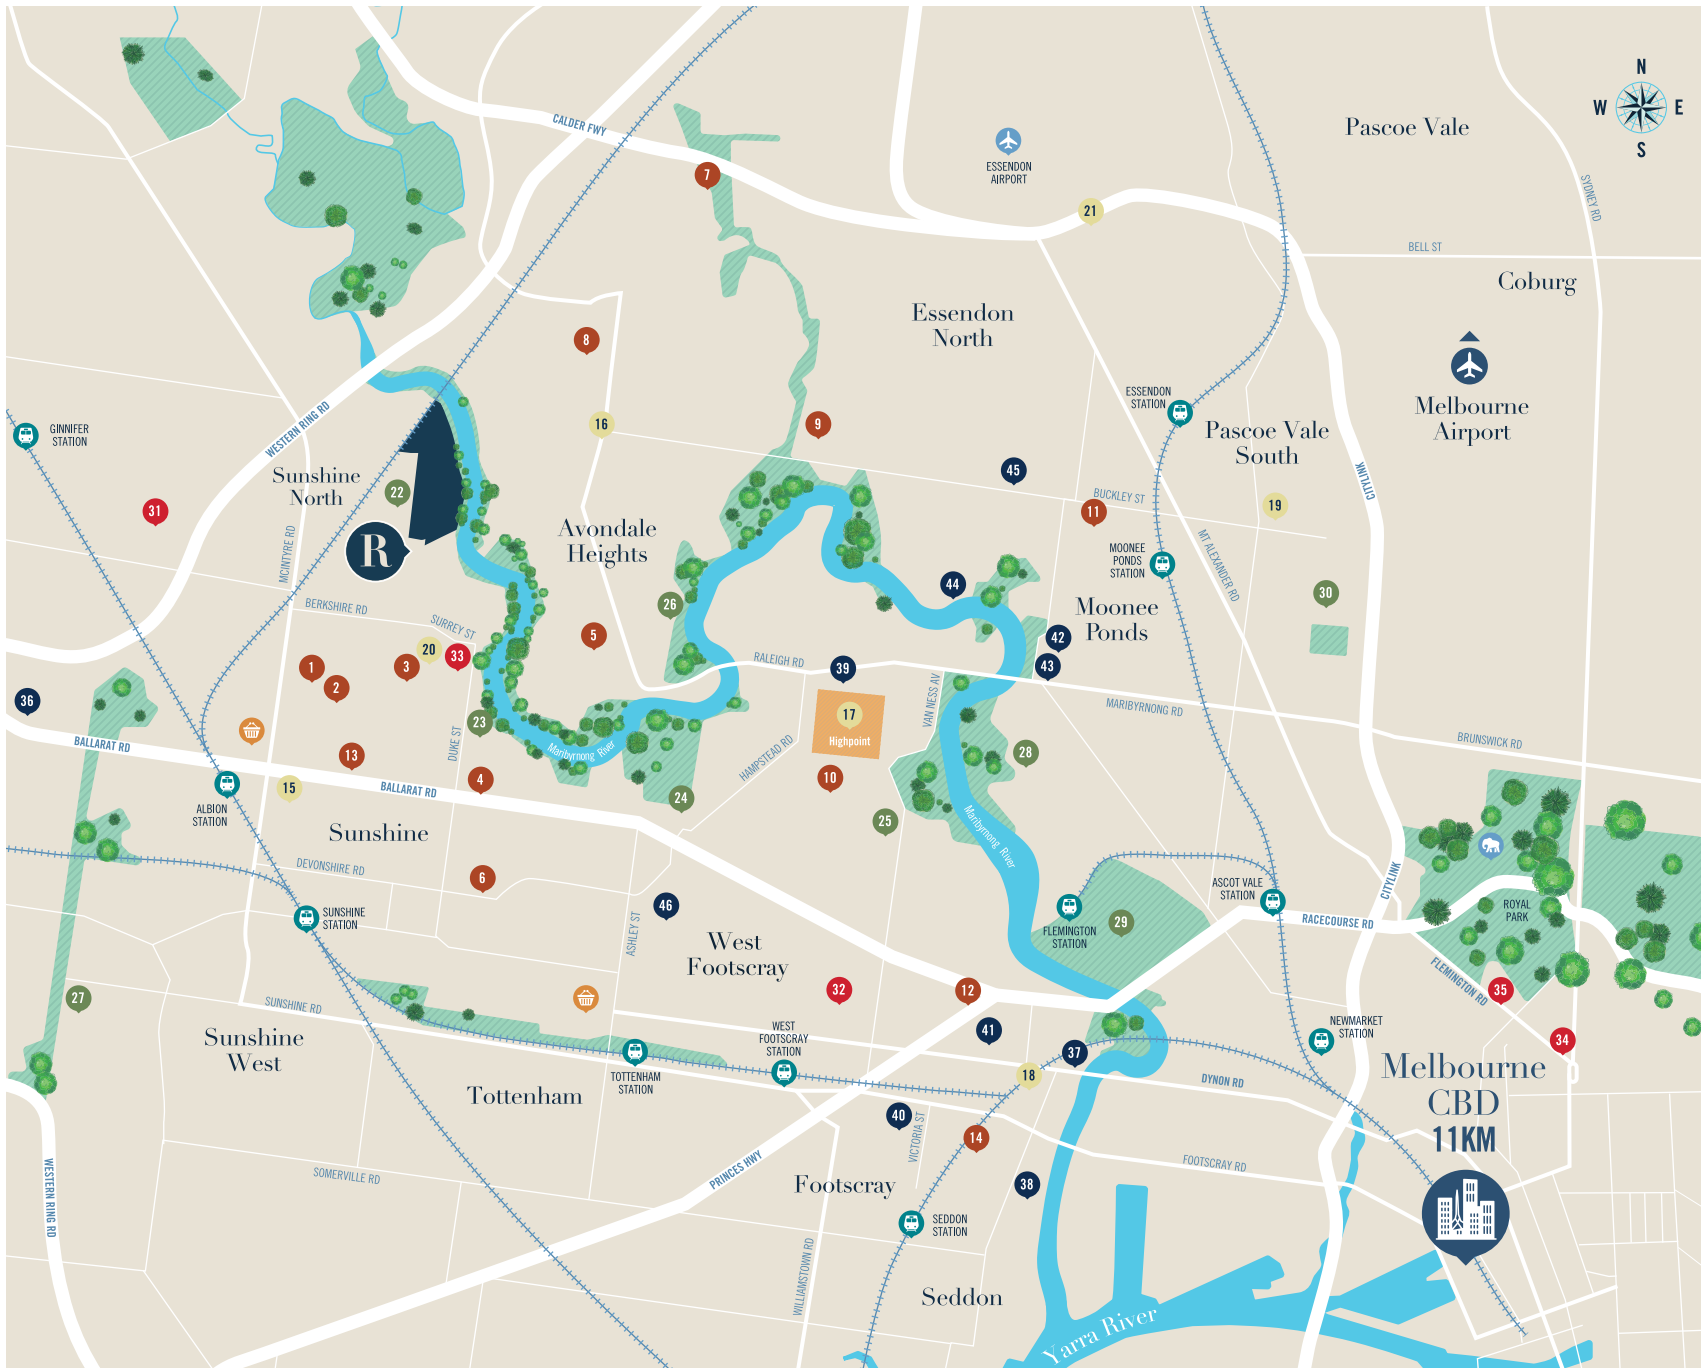 N
W
E
S
Pascoe Vale
CALDER FWY
ESSENDON
AIRPORT
7
21
SYDNEY RD
BELL ST
Coburg
Essendon
North
8
ESSENDON
STATION
Melbourne
Airport
GINNIFER
STATION
WESTERN RING RD
16
9
Pascoe Vale
South
Sunshine
North
22
45
BUCKLEY ST
11
19
CITYLINK
31
R
Avondale
Heights
MCINTYRE RD
MOONEE
PONDS
STATION
MT ALEXANDER RD
44
30
BERKSHIRE RD
SURREY ST
26
5
Moonee
Ponds
42
43
1
2
3
20
33
RALEIGH RD
39
36
23
DUKE ST
17
Highpoint
VAN NESS AV
MARIBYRNONG RD
BALLARAT RD
BRUNSWICK RD
13
4
Maribyrnong River
HAMPSTEAD RD
10
28
ALBION
STATION
15
BALLARAT RD
24
25
Sunshine
Maribyrnong River
DEVONSHIRE RD
6
46
ASHLEY ST
SUNSHINE
STATION
West
Footscray
FLEMINGTON
STATION
29
ASCOT VALE
STATION
RACECOURSE RD
CITYLINK
ROYAL
PARK
FLEMINGTON RD
35
27
SUNSHINE RD
32
12
Sunshine
West
WEST
FOOTSCRAY
STATION
41
37
NEWMARKET
STATION
34
TOTTENHAM
STATION
Tottenham
18
DYNON RD
Melbourne
CBD
11KM
40
VICTORIA ST
14
WESTERN RING RD
SOMERVILLE RD
PRINCES HWY
Footscray
38
FOOTSCRAY RD
SEDDON
STATION
WILLIAMSTOWN RD
Seddon
Yarra River